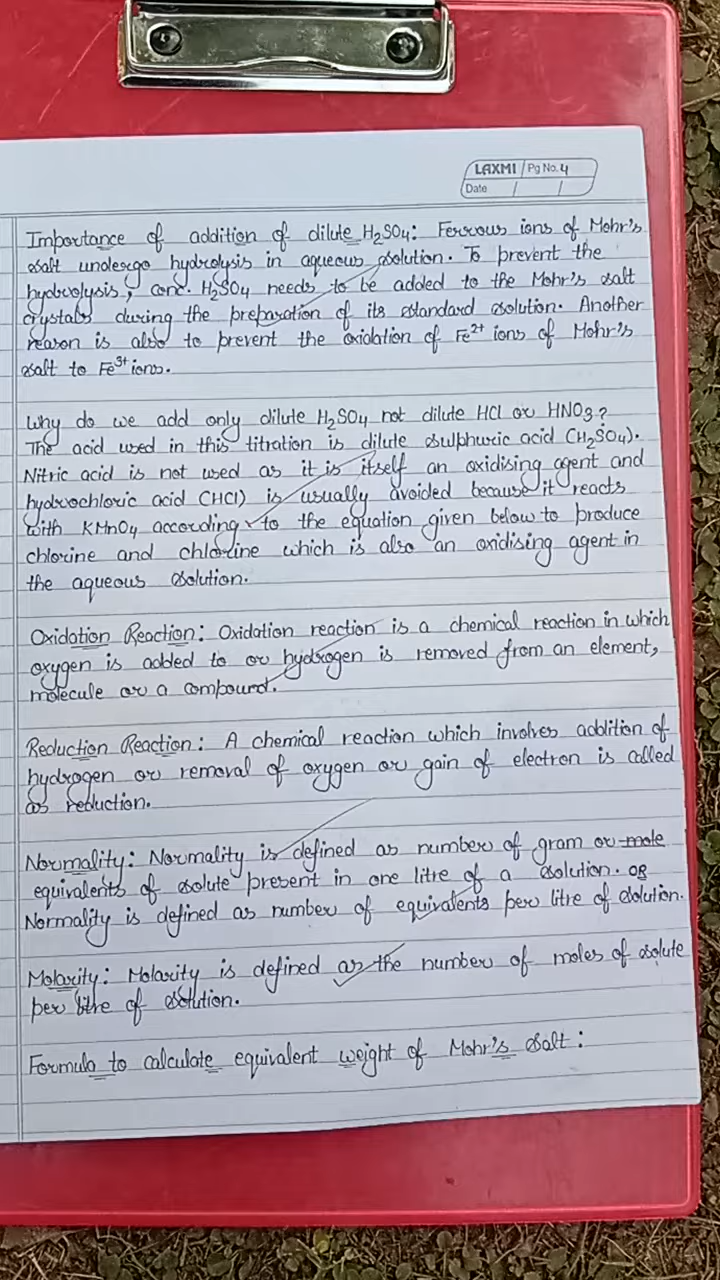 LAXMI Pg No. 4
Date / /
Importance of addition of dilute H₂SO₄: Ferrous ions of Mohr's
salt undergo hydrolysis in aqueous solution. To prevent the
hydrolysis, conc. H₂SO4 needs to be added to the Mohr's salt
crystals during the preparation of its standard solution. Another
reason is also to prevent the oxidation of Fe²⁺ ions of Mohr's
salt to Fe³⁺ ions.
Why do we add only dilute H₂SO4 not dilute HCl or HNO3?
The acid used in this titration is dilute sulphuric acid (H₂SO4).
Nitric acid is not used as it is itself an oxidising agent and
hydrochloric acid (HCl) is usually avoided because it reacts
with KMnO4 according to the equation given below to produce
chlorine and chlorine which is also an oxidising agent in
the aqueous solution.
Oxidation Reaction: Oxidation reaction is a chemical reaction in which
oxygen is added to or hydrogen is removed from an element,
molecule or a compound.
Reduction Reaction: A chemical reaction which involves addition of
hydrogen or removal of oxygen or gain of electron is called
as reduction.
Normality: Normality is defined as number of gram or mole
equivalents of solute present in one litre of a solution. OR
Normality is defined as number of equivalents per litre of solution.
Molarity: Molarity is defined as the number of moles of solute
per litre of solution.
Formula to calculate equivalent weight of Mohr's salt: